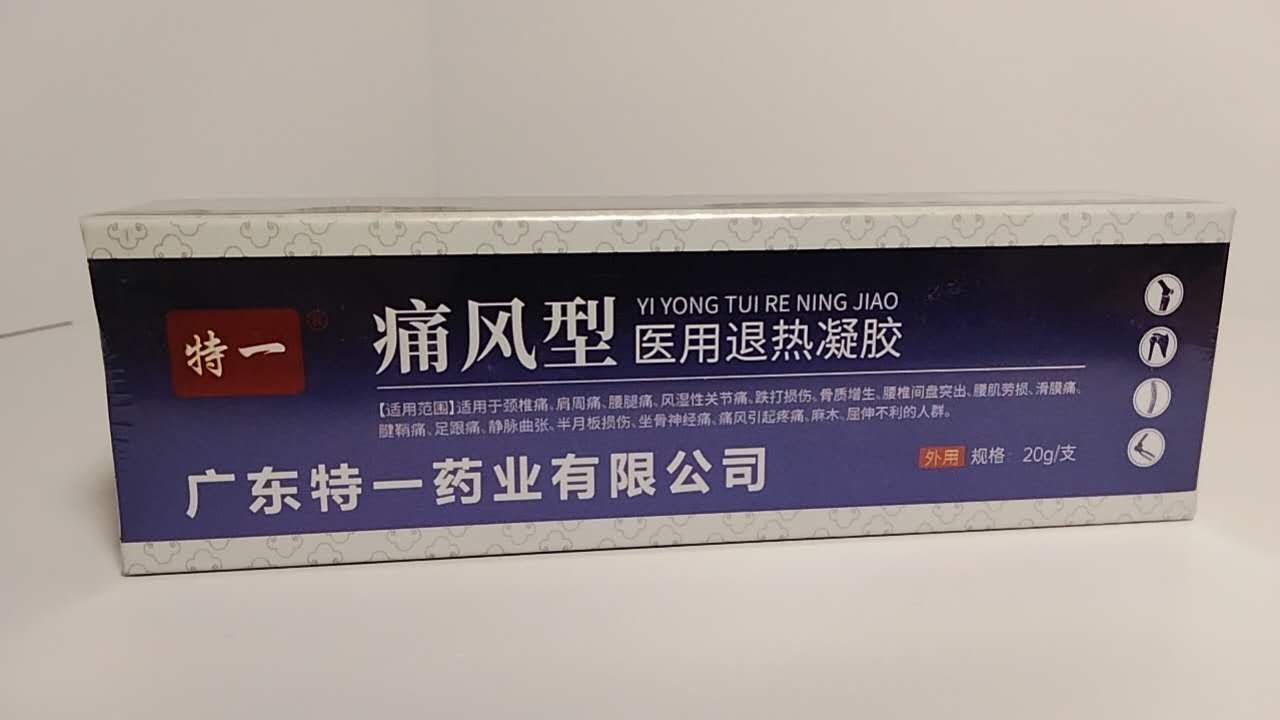 特一®
痛风型
YI YONG TUI RE NING JIAO
医用退热凝胶
【适用范围】适用于颈椎痛、肩周痛、腰腿痛、风湿性关节痛、跌打损伤、骨质增生、腰椎间盘突出、腰肌劳损、滑膜痛、
腱鞘痛、足跟痛、静脉曲张、半月板损伤、坐骨神经痛、痛风引起疼痛、麻木、屈伸不利的人群。
外用 规格：20g/支
广东特一药业有限公司